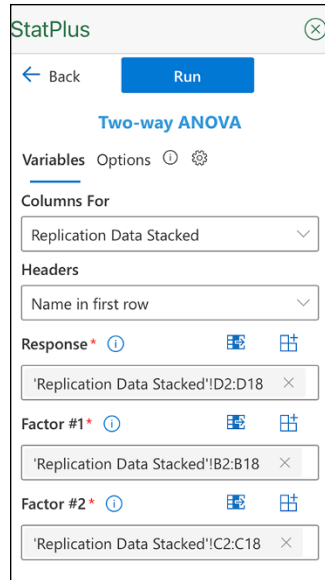 StatPlus
Back Run
Two-way ANOVA
Variables Options
Columns For
Replication Data Stacked
Headers
Name in first row
Response*
'Replication Data Stacked'!D2:D18
Factor #1*
'Replication Data Stacked'!B2:B18
Factor #2*
'Replication Data Stacked'!C2:C18